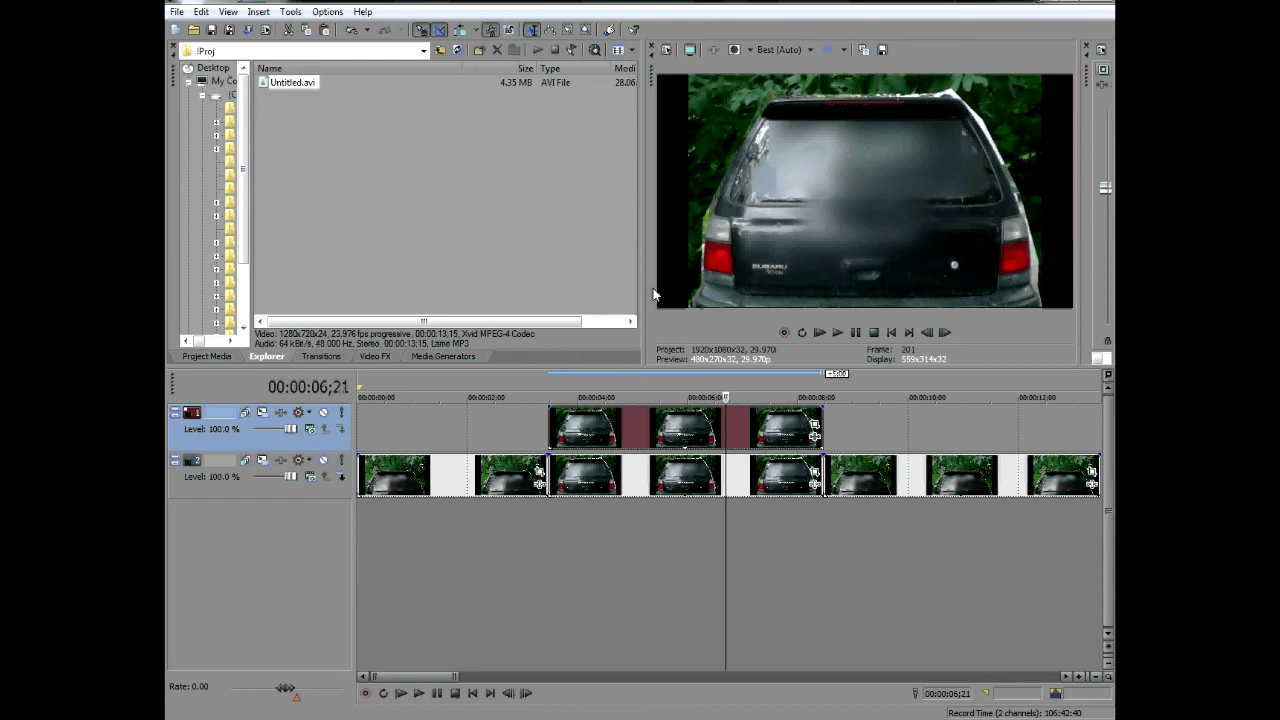 File Edit View Insert Tools Options Help
!Proj
Best (Auto)
Desktop
My Co
(C
Name Size Type Modi
Untitled.avi 4.35 MB AVI File 28.06
SUBARU
Video: 1280x720x24, 23.976 fps progressive, 00:00:13;15, Xvid MPEG-4 Codec
Audio: 64 kBit/s, 48.000 Hz, Stereo, 00:00:13;15, Lame MP3
Project Media Explorer Transitions Video FX Media Generators
Project: 1920x1080x32, 29.970i
Preview: 480x270x32, 29.970p
Frame: 201
Display: 559x314x32
00:00:06;21
+5;00
00:00:00;00 00:00:02;00 00:00:04;00 00:00:06;0 00:00:08;00 00:00:10;00 00:00:12;00
1
Level: 100.0 %
2
Level: 100.0 %
Rate: 0.00
00:00:06;21
Record Time (2 channels): 106:42:40